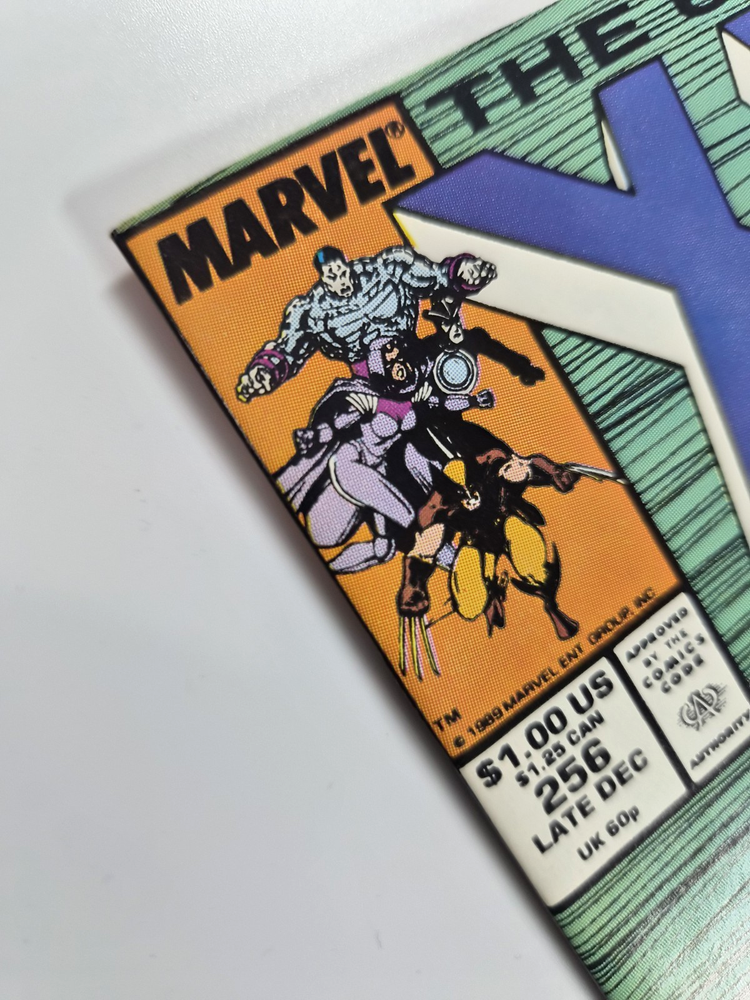 THE
MARVEL®
X
TM
© 1989 MARVEL ENT GROUP, INC
$1.00 US
$1.25 CAN
256
LATE DEC
UK 60p
APPROVED
BY THE
COMICS
CODE
CA
AUTHORITY